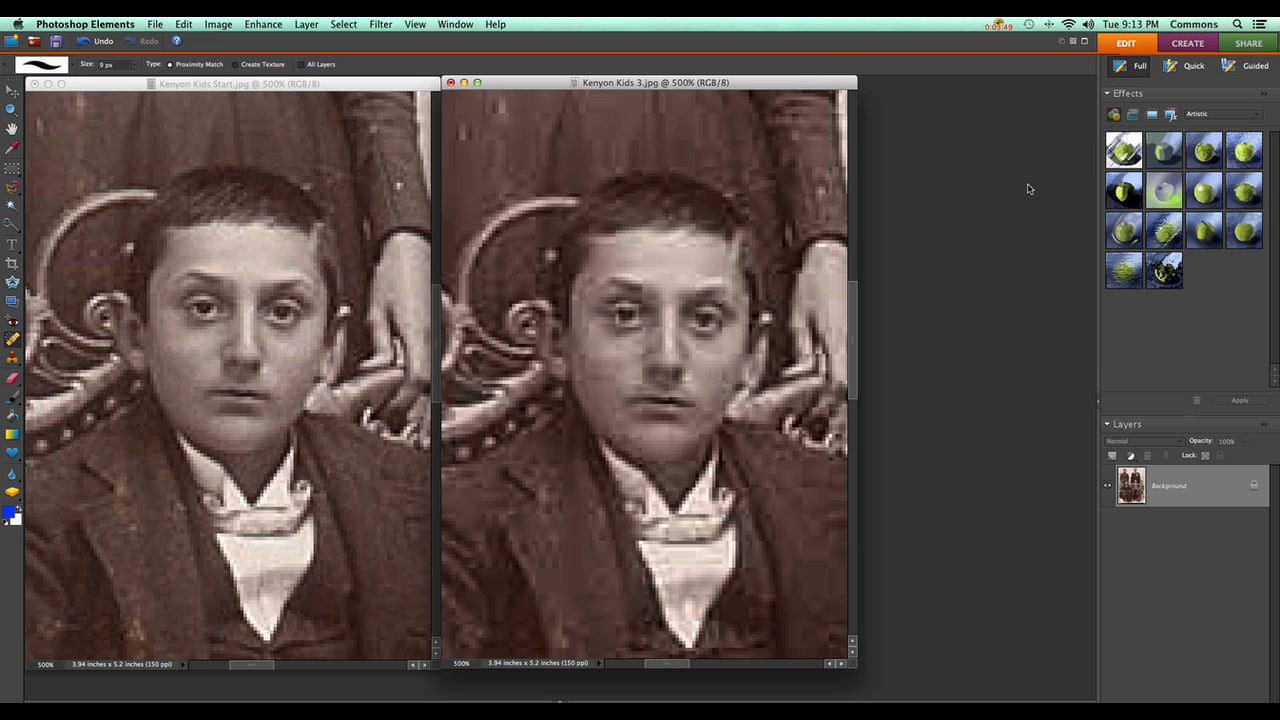 Photoshop Elements File Edit Image Enhance Layer Select Filter View Window Help
0:03:49 Tue 9:13 PM Commons
Undo Redo ?
EDIT CREATE SHARE
Size: 9 px Type: Proximity Match Create Texture All Layers
Full Quick Guided
Kenyon Kids Start.jpg @ 500% (RGB/8)
Kenyon Kids 3.jpg @ 500% (RGB/8)
Effects
Artistic
Apply
Layers
Normal Opacity: 100%
Lock:
Background
500% 3.94 inches x 5.2 inches (150 ppi)
500% 3.94 inches x 5.2 inches (150 ppi)